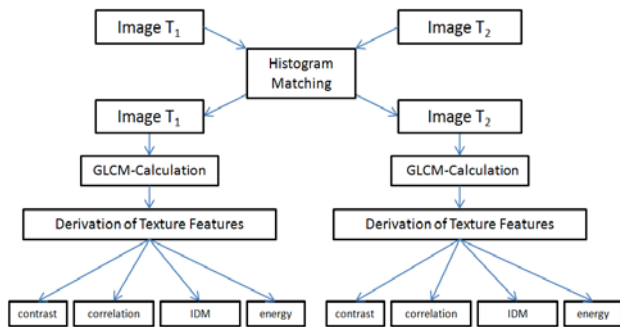 Image T₁
Image T₂
Histogram
Matching
Image T₁
Image T₂
GLCM-Calculation
GLCM-Calculation
Derivation of Texture Features
Derivation of Texture Features
contrast
correlation
IDM
energy
contrast
correlation
IDM
energy